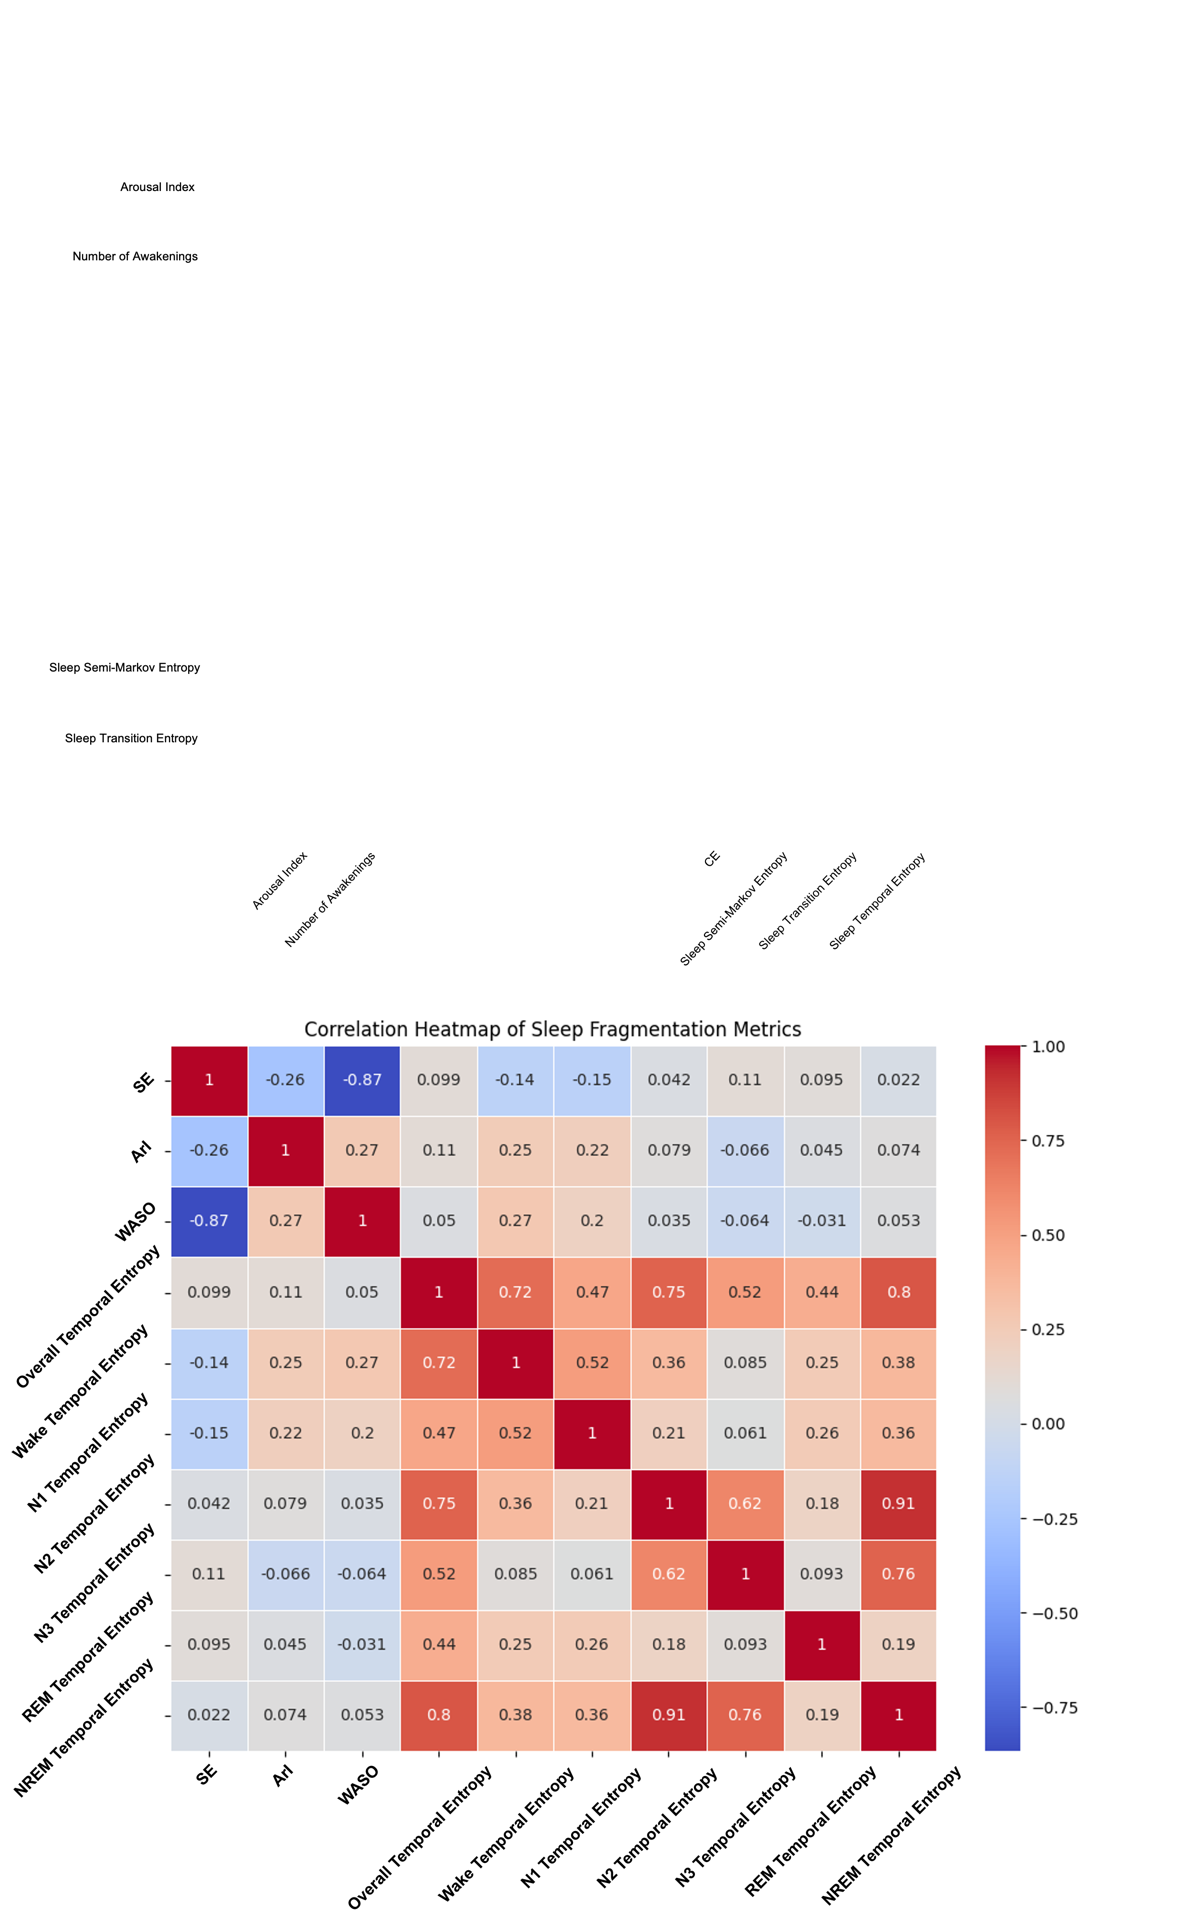 Arousal Index
Number of Awakenings
Sleep Semi-Markov Entropy
Sleep Transition Entropy
Arousal Index
Number of Awakenings
CE
Sleep Semi-Markov Entropy
Sleep Transition Entropy
Sleep Temporal Entropy
Correlation Heatmap of Sleep Fragmentation Metrics
SE 1 -0.26 -0.87 0.099 -0.14 -0.15 0.042 0.11 0.095 0.022
ArI -0.26 1 0.27 0.11 0.25 0.22 0.079 -0.066 0.045 0.074
WASO -0.87 0.27 1 0.05 0.27 0.2 0.035 -0.064 -0.031 0.053
Overall Temporal Entropy 0.099 0.11 0.05 1 0.72 0.47 0.75 0.52 0.44 0.8
Wake Temporal Entropy -0.14 0.25 0.27 0.72 1 0.52 0.36 0.085 0.25 0.38
N1 Temporal Entropy -0.15 0.22 0.2 0.47 0.52 1 0.21 0.061 0.26 0.36
N2 Temporal Entropy 0.042 0.079 0.035 0.75 0.36 0.21 1 0.62 0.18 0.91
N3 Temporal Entropy 0.11 -0.066 -0.064 0.52 0.085 0.061 0.62 1 0.093 0.76
REM Temporal Entropy 0.095 0.045 -0.031 0.44 0.25 0.26 0.18 0.093 1 0.19
NREM Temporal Entropy 0.022 0.074 0.053 0.8 0.38 0.36 0.91 0.76 0.19 1
SE
ArI
WASO
Overall Temporal Entropy
Wake Temporal Entropy
N1 Temporal Entropy
N2 Temporal Entropy
N3 Temporal Entropy
REM Temporal Entropy
NREM Temporal Entropy
1.00
0.75
0.50
0.25
0.00
−0.25
−0.50
−0.75